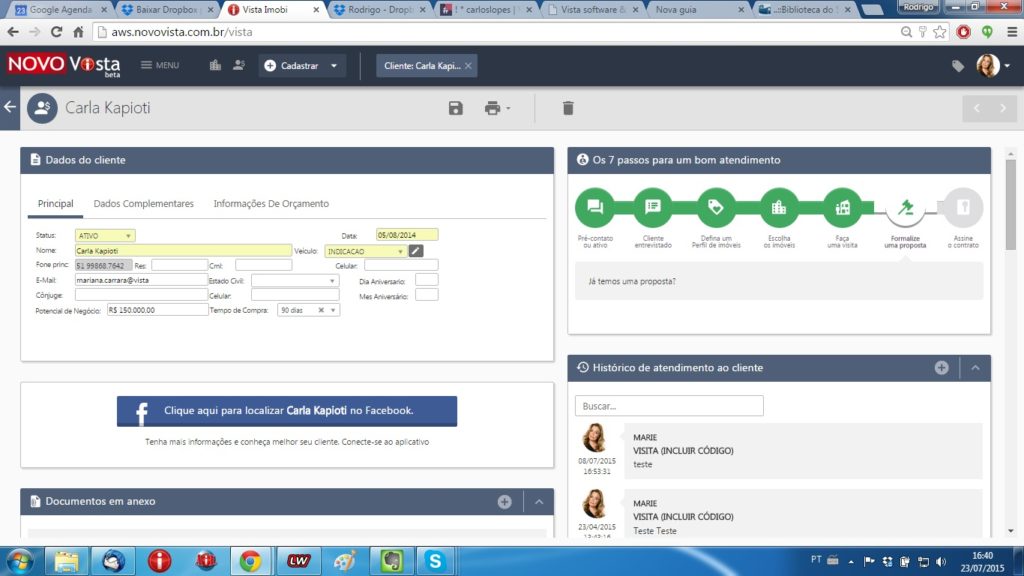 Google Agenda
Baixar Dropbox
Vista Imobi
Rodrigo - Dropb
! * carloslopes |
Vista software &
Nova guia
..::Biblioteca do S
Rodrigo
aws.novovista.com.br/vista
NOVO Vista
beta
MENU
Cadastrar
Cliente: Carla Kapi...
Carla Kapioti
Dados do cliente
Principal
Dados Complementares
Informações De Orçamento
Status:
ATIVO
Data:
05/08/2014
Nome:
Carla Kapioti
Veículo:
INDICACAO
Fone princ:
51 99868.7642
Res:
Cml:
Celular:
E-Mail:
mariana.carrara@vista
Estado Civil:
Dia Aniversário:
Cônjuge:
Celular:
Mes Aniversário:
Potencial de Negócio:
R$ 150.000,00
Tempo de Compra:
90 dias
Clique aqui para localizar Carla Kapioti no Facebook.
Tenha mais informações e conheça melhor seu cliente. Conecte-se ao aplicativo
Documentos em anexo
Os 7 passos para um bom atendimento
Pré-contato
ou ativo
Cliente
entrevistado
Defina um
Perfil de imóveis
Escolha
os imóveis
Faça
uma visita
Formalize
uma proposta
Assine
o contrato
Já temos uma proposta?
Histórico de atendimento ao cliente
Buscar...
MARIE
VISITA (INCLUIR CÓDIGO)
teste
08/07/2015
16:53:31
MARIE
VISITA (INCLUIR CÓDIGO)
Teste Teste
23/04/2015
LW
PT
16:40
23/07/2015